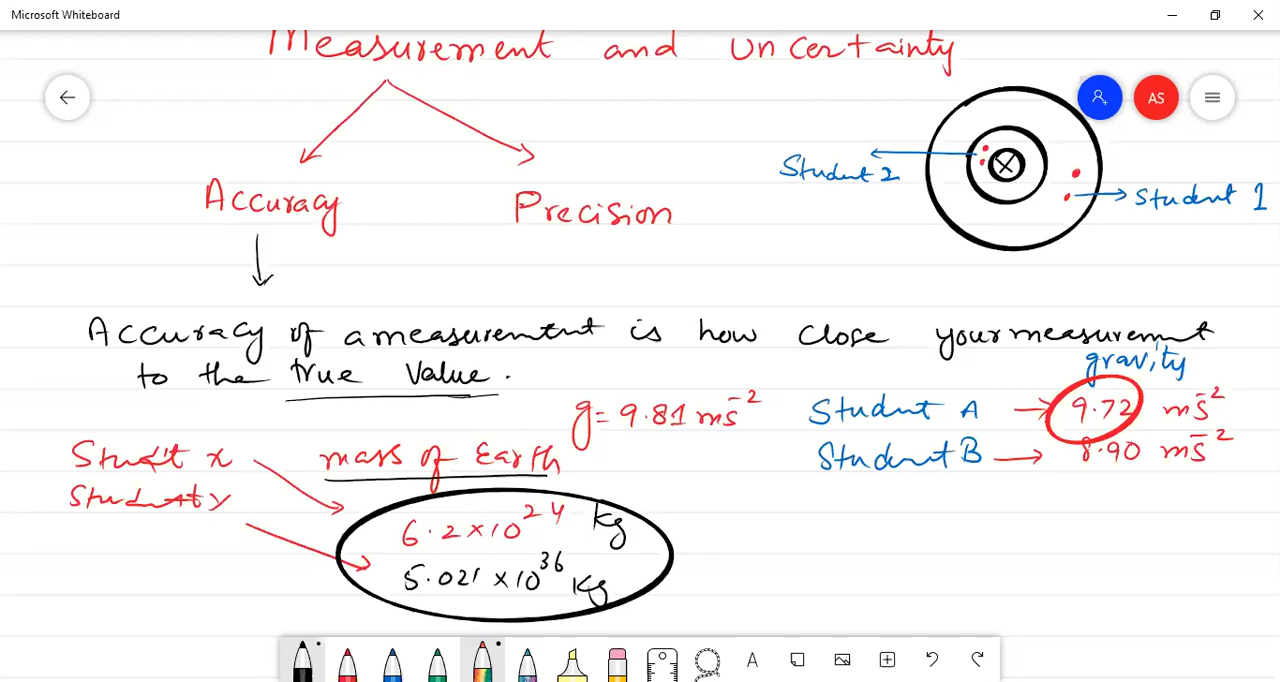 Microsoft Whiteboard
Measurement and Uncertainty
AS
Student 2
Student 1
Accuracy
Precision
Accuracy of a measurement is how close your measurement
to the true value.
gravity
g = 9.81 ms⁻²
Student A → 9.72 ms⁻²
Student B → 8.90 ms⁻²
Student x
Student y
mass of Earth
6.2 × 10²⁴ kg
5.021 × 10³⁶ kg
A